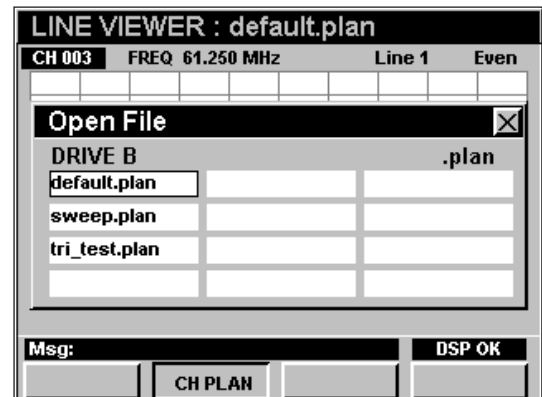 LINE VIEWER : default.plan
CH 003 FREQ 61.250 MHz Line 1 Even
Open File
DRIVE B .plan
default.plan
sweep.plan
tri_test.plan
Msg: DSP OK
CH PLAN